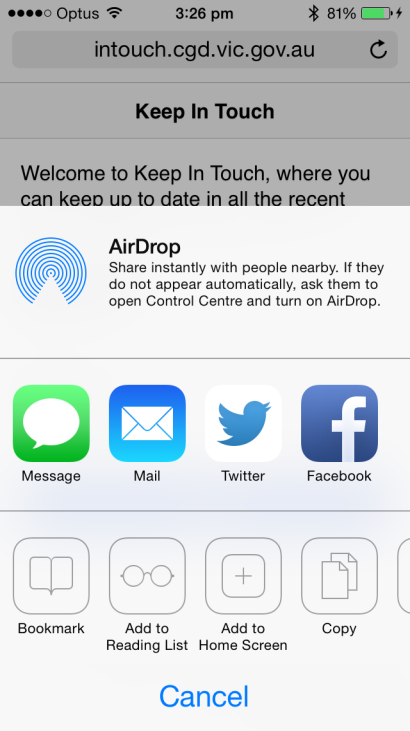 Optus 3:26 pm 81%
intouch.cgd.vic.gov.au
Keep In Touch
Welcome to Keep In Touch, where you
can keep up to date in all the recent
AirDrop
Share instantly with people nearby. If they
do not appear automatically, ask them to
open Control Centre and turn on AirDrop.
Message Mail Twitter Facebook
Bookmark Add to Add to Copy
Reading List Home Screen
Cancel